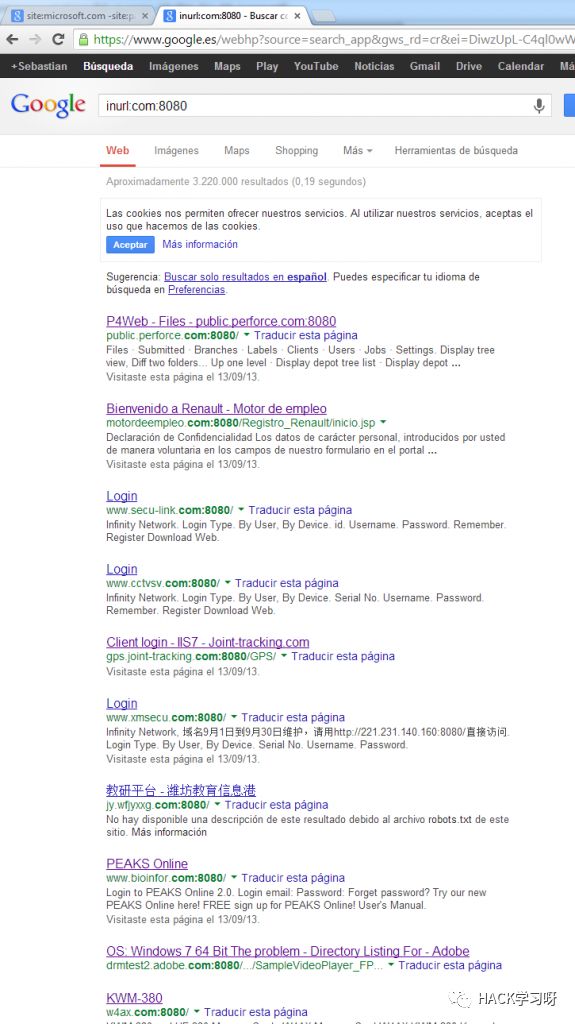 site:microsoft.com -site:p
inurl:com:8080 - Buscar co
https://www.google.es/webhp?source=search_app&gws_rd=cr&ei=DiwzUpL-C4ql0wW
+Sebastian Búsqueda Imágenes Maps Play YouTube Noticias Gmail Drive Calendar Má
Google inurl:com:8080
Web Imágenes Maps Shopping Más Herramientas de búsqueda
Aproximadamente 3.220.000 resultados (0,19 segundos)
Las cookies nos permiten ofrecer nuestros servicios. Al utilizar nuestros servicios, aceptas el
uso que hacemos de las cookies.
Aceptar Más información
Sugerencia: Buscar solo resultados en español. Puedes especificar tu idioma de
búsqueda en Preferencias.
P4Web - Files - public.perforce.com:8080
public.perforce.com:8080/ Traducir esta página
Files · Submitted · Branches · Labels · Clients · Users · Jobs · Settings. Display tree
view, Diff two folders... Up one level · Display depot tree list · Display depot ...
Visitaste esta página el 13/09/13.
Bienvenido a Renault - Motor de empleo
motordeempleo.com:8080/Registro_Renault/inicio.jsp
Declaración de Confidencialidad Los datos de carácter personal, introducidos por usted
de manera voluntaria en los campos de nuestro formulario en el portal ...
Visitaste esta página el 13/09/13.
Login
www.secu-link.com:8080/ Traducir esta página
Infinity Network. Login Type. By User, By Device. id. Username. Password. Remember.
Register Download Web.
Login
www.cctvsv.com:8080/ Traducir esta página
Infinity Network. Login Type. By User, By Device. Serial No. Username. Password.
Remember. Register Download Web.
Client login - IIS7 - Joint-tracking.com
gps.joint-tracking.com:8080/GPS/ Traducir esta página
Visitaste esta página el 13/09/13.
Login
www.xmsecu.com:8080/ Traducir esta página
Infinity Network, 域名9月1日到9月30日维护，请用http://221.231.140.160:8080/直接访问.
Login Type. By User, By Device. Serial No. Username. Password.
Visitaste esta página el 13/09/13.
教研平台 - 潍坊教育信息港
jy.wfjyxxg.com:8080/ Traducir esta página
No hay disponible una descripción de este resultado debido al archivo robots.txt de este
sitio. Más información
PEAKS Online
www.bioinfor.com:8080/ Traducir esta página
Login to PEAKS Online 2.0. Login email: Password: Forget password? Try our new
PEAKS Online here! FREE sign up for PEAKS Online! User's Manual.
Visitaste esta página el 13/09/13.
OS: Windows 7 64 Bit The problem - Directory Listing For - Adobe
drmtest2.adobe.com:8080/.../SampleVideoPlayer_FP... Traducir esta página
KWM-380
w4ax.com:8080/ Traducir esta página
HACK学习呀